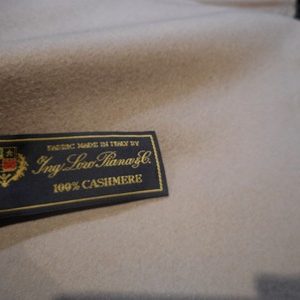 FABRIC MADE IN ITALY BY
Ing. Loro Piana & C.
100% CASHMERE